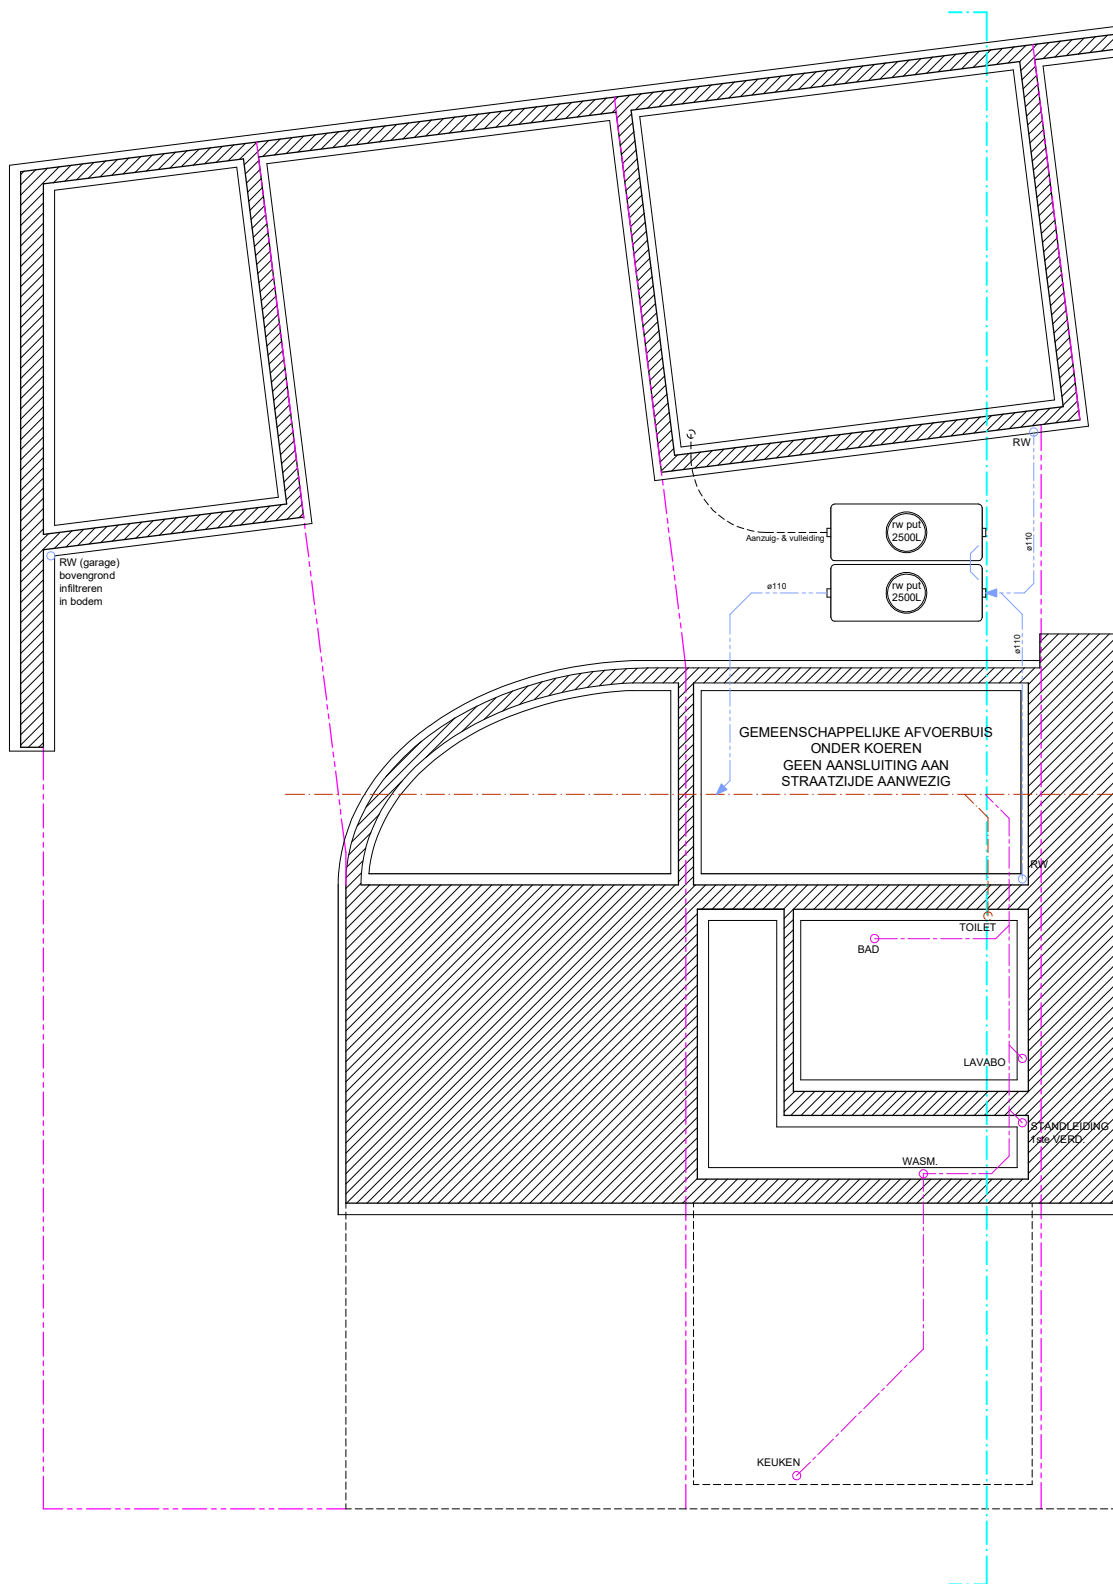 RW
rw put
2500L
Aanzuig- & vulleiding
ø110
RW (garage)
bovengrond
infiltreren
in bodem
rw put
2500L
ø110
ø110
GEMEENSCHAPPELIJKE AFVOERBUIS
ONDER KOEREN
GEEN AANSLUITING AAN
STRAATZIJDE AANWEZIG
RW
TOILET
BAD
LAVABO
STANDLEIDING
1ste VERD.
WASM.
KEUKEN